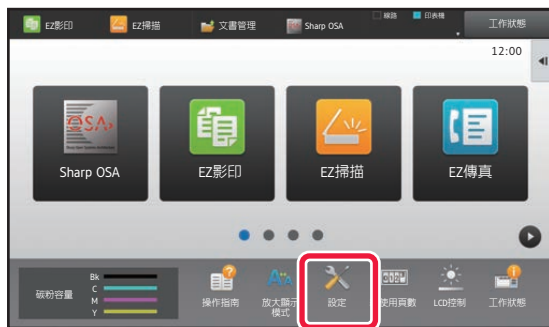 EZ影印
EZ掃描
文書管理
Sharp OSA
線路
印表機
工作狀態
12:00
OSA
Sharp OSA
EZ影印
EZ掃描
EZ傳真
碳粉容量
Bk
C
M
Y
操作指南
放大顯示
模式
設定
使用頁數
LCD控制
工作狀態